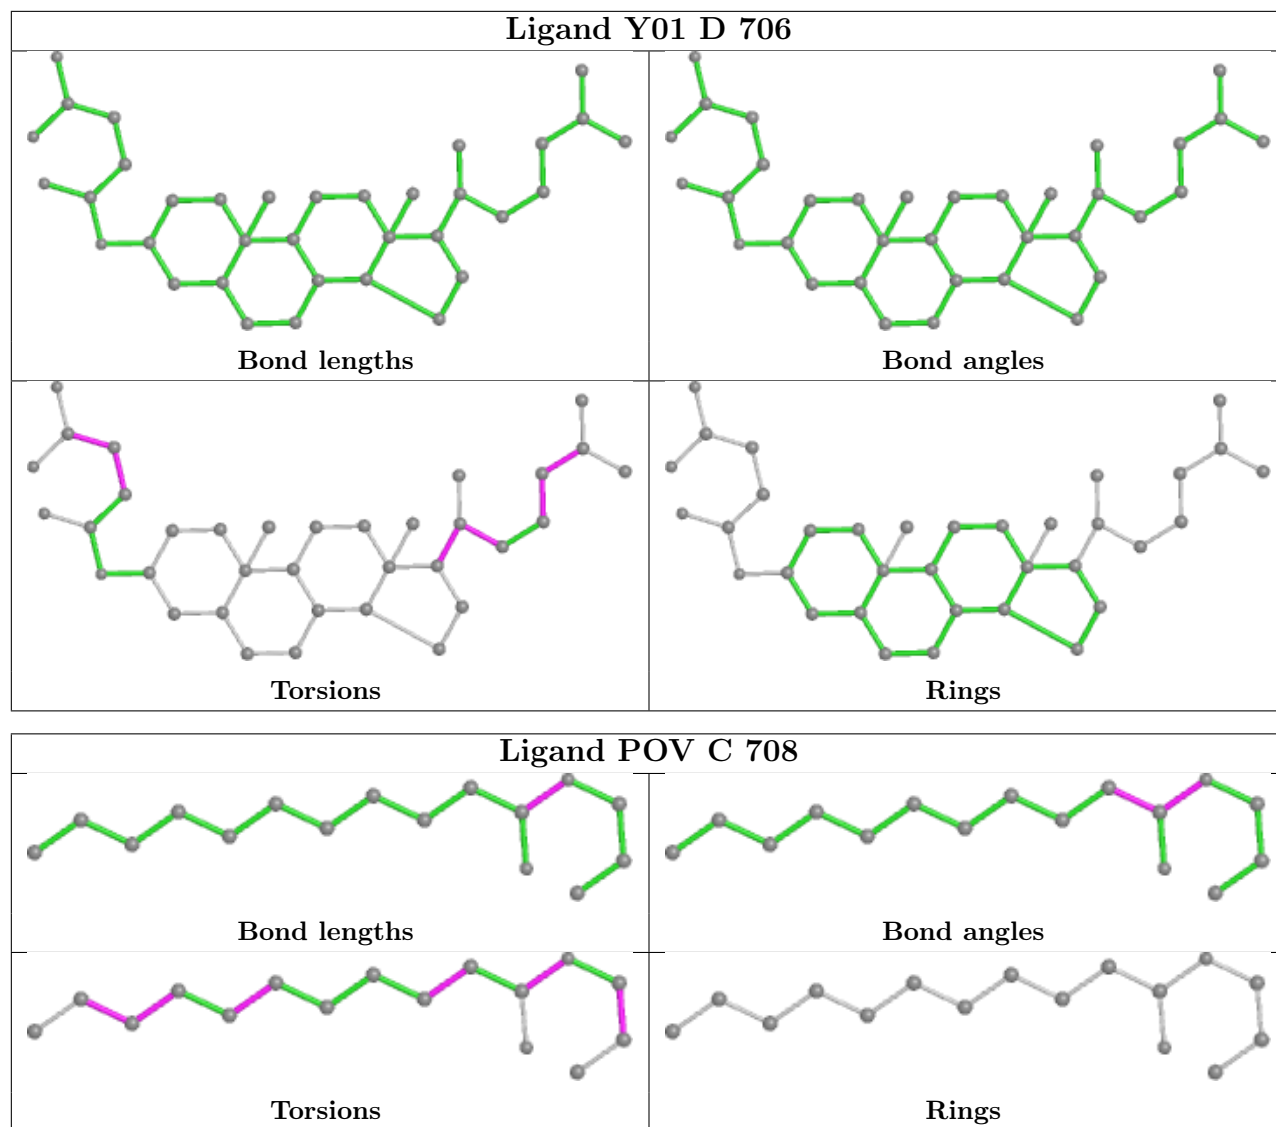 Ligand Y01 D 706
Bond lengths
Bond angles
Torsions
Rings
Ligand POV C 708
Bond lengths
Bond angles
Torsions
Rings